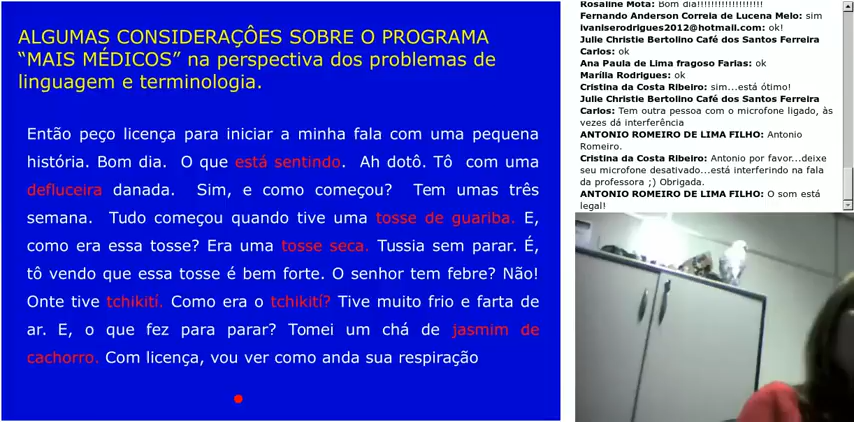 ALGUMAS CONSIDERAÇÔES SOBRE O PROGRAMA
“MAIS MÉDICOS” na perspectiva dos problemas de
linguagem e terminologia.
Então peço licença para iniciar a minha fala com uma pequena
história. Bom dia. O que está sentindo. Ah dotô. Tô com uma
defluceira danada. Sim, e como começou? Tem umas três
semana. Tudo começou quando tive uma tosse de guariba. E,
como era essa tosse? Era uma tosse seca. Tussia sem parar. É,
tô vendo que essa tosse é bem forte. O senhor tem febre? Não!
Onte tive tchikití. Como era o tchikití? Tive muito frio e farta de
ar. E, o que fez para parar? Tomei um chá de jasmim de
cachorro. Com licença, vou ver como anda sua respiração
Rosaline Mota: Bom dia!!!!!!!!!!!!!!!!!!!
Fernando Anderson Correia de Lucena Melo: sim
ivaniserodrigues2012@hotmail.com: ok!
Julie Christie Bertolino Café dos Santos Ferreira
Carlos: ok
Ana Paula de Lima fragoso Farias: ok
Marília Rodrigues: ok
Cristina da Costa Ribeiro: sim...está ótimo!
Julie Christie Bertolino Café dos Santos Ferreira
Carlos: Tem outra pessoa com o microfone ligado, às
vezes dá interferência
ANTONIO ROMEIRO DE LIMA FILHO: Antonio
Romeiro.
Cristina da Costa Ribeiro: Antonio por favor...deixe
seu microfone desativado...está interferindo na fala
da professora ;) Obrigada.
ANTONIO ROMEIRO DE LIMA FILHO: O som está
legal!